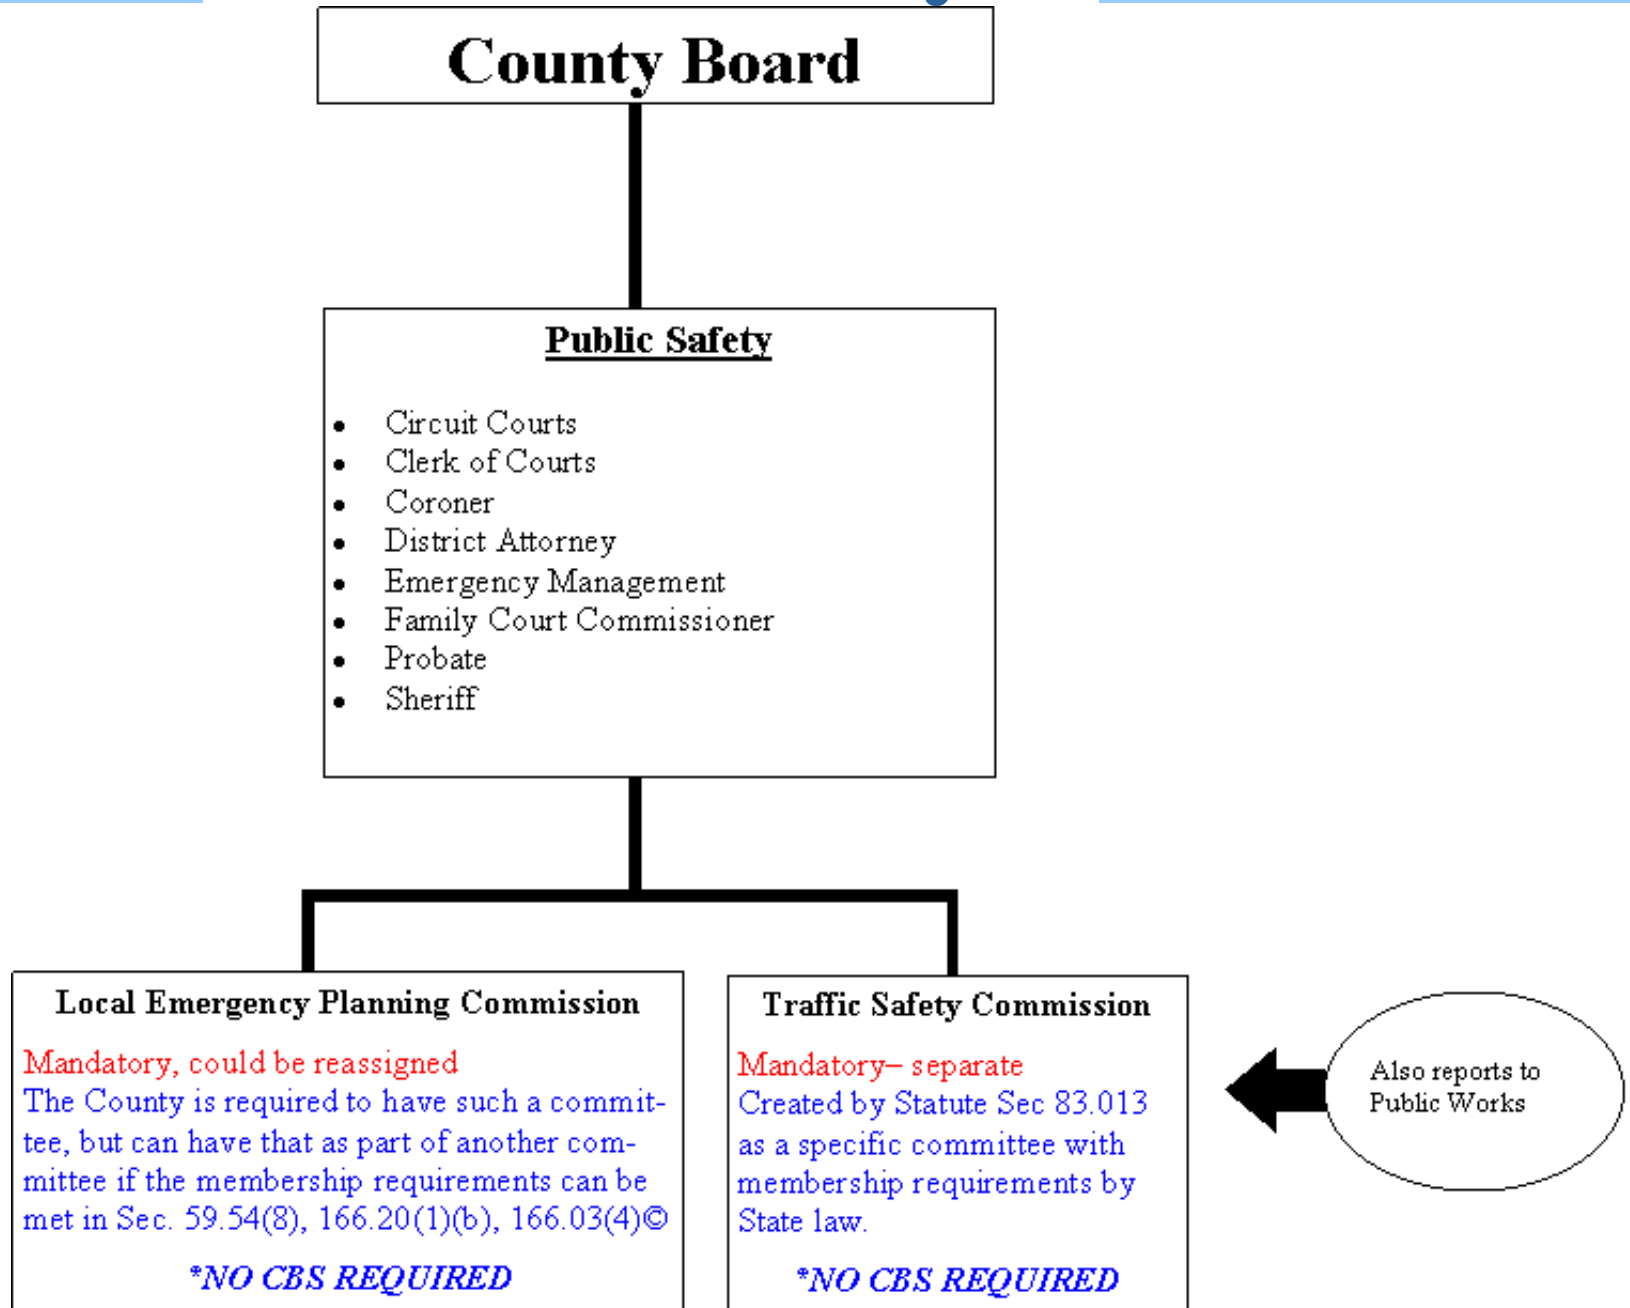 County Board
Public Safety
• Circuit Courts
• Clerk of Courts
• Coroner
• District Attorney
• Emergency Management
• Family Court Commissioner
• Probate
• Sheriff
Local Emergency Planning Commission
Mandatory, could be reassigned
The County is required to have such a commit-
tee, but can have that as part of another com-
mittee if the membership requirements can be
met in Sec. 59.54(8), 166.20(1)(b), 166.03(4)©
*NO CBS REQUIRED
Traffic Safety Commission
Mandatory– separate
Created by Statute Sec 83.013
as a specific committee with
membership requirements by
State law.
*NO CBS REQUIRED
Also reports to
Public Works